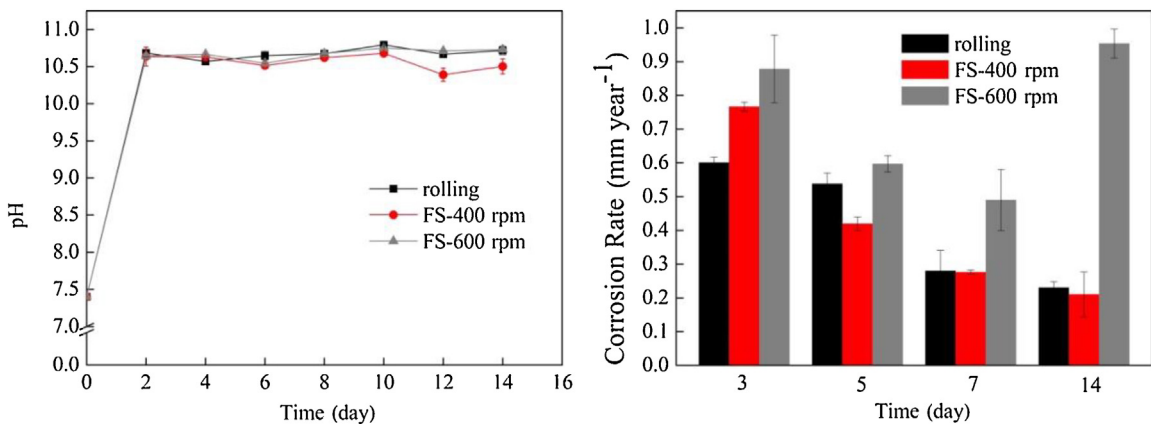 pH
11.0
10.5
10.0
9.5
9.0
8.5
8.0
7.5
7.0
0.0
0 2 4 6 8 10 12 14 16
Time (day)
rolling
FS-400 rpm
FS-600 rpm
Corrosion Rate (mm year-1)
1.0
0.9
0.8
0.7
0.6
0.5
0.4
0.3
0.2
0.1
0.0
3 5 7 14
Time (day)
rolling
FS-400 rpm
FS-600 rpm